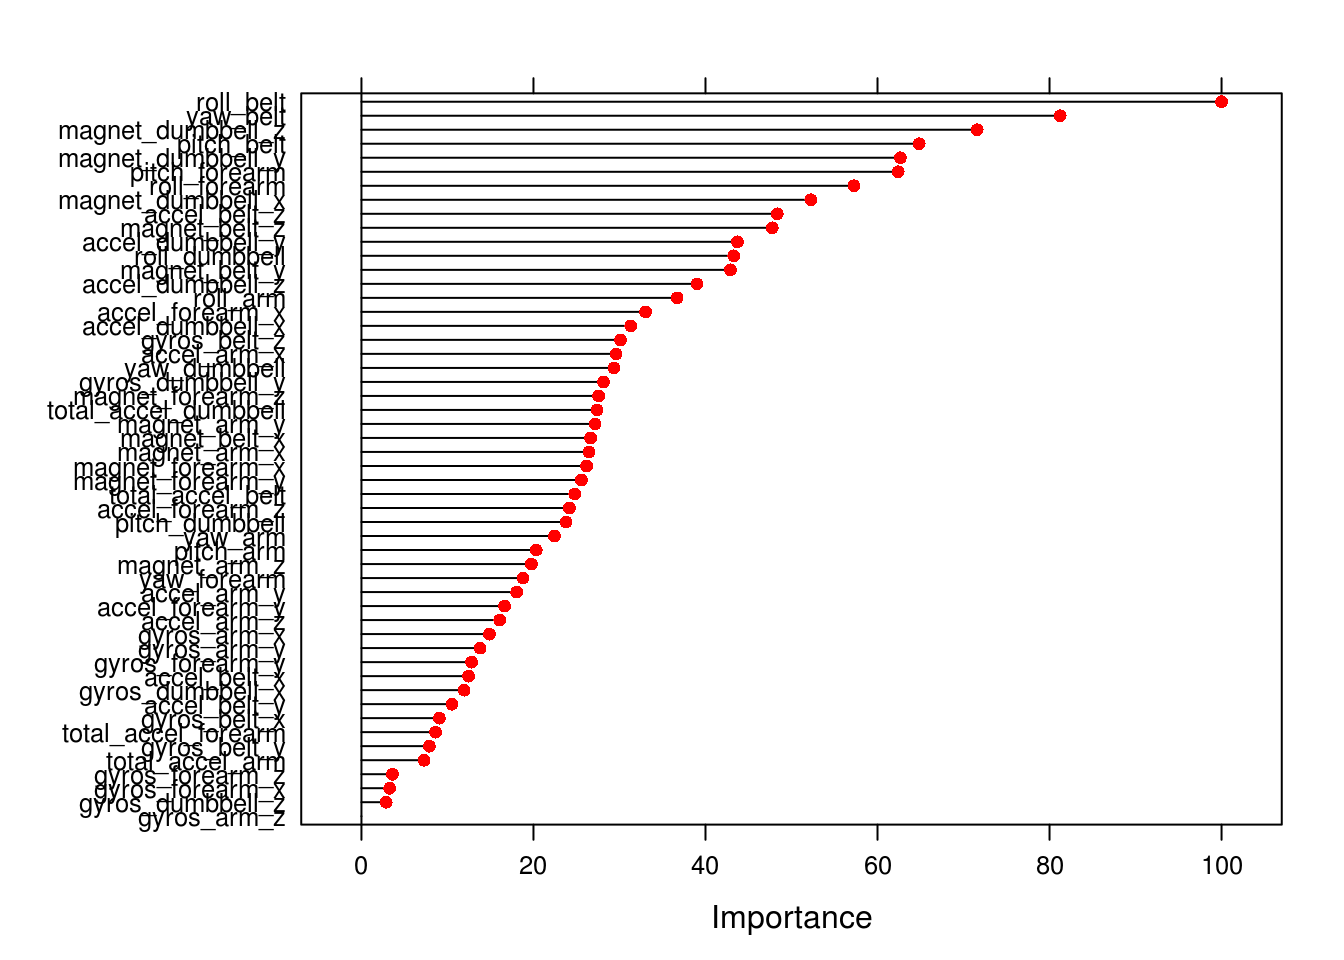 roll_belt
yaw_belt
magnet_dumbbell_z
pitch_belt
magnet_dumbbell_y
pitch_forearm
roll_forearm
magnet_dumbbell_x
accel_belt_z
magnet_belt_z
accel_dumbbell_y
roll_dumbbell
magnet_belt_y
accel_dumbbell_z
roll_arm
accel_forearm_x
accel_dumbbell_x
gyros_belt_z
accel_arm_x
yaw_dumbbell
gyros_dumbbell_y
magnet_forearm_z
total_accel_dumbbell
magnet_arm_y
magnet_belt_x
magnet_arm_x
magnet_forearm_x
magnet_forearm_y
total_accel_belt
accel_forearm_z
pitch_dumbbell
yaw_arm
pitch_arm
magnet_arm_z
yaw_forearm
accel_arm_y
accel_forearm_y
accel_arm_z
gyros_arm_x
gyros_arm_y
gyros_forearm_y
accel_belt_x
gyros_dumbbell_x
accel_belt_y
gyros_belt_x
total_accel_forearm
gyros_belt_y
total_accel_arm
gyros_forearm_z
gyros_forearm_x
gyros_dumbbell_z
gyros_arm_z
0 20 40 60 80 100
Importance